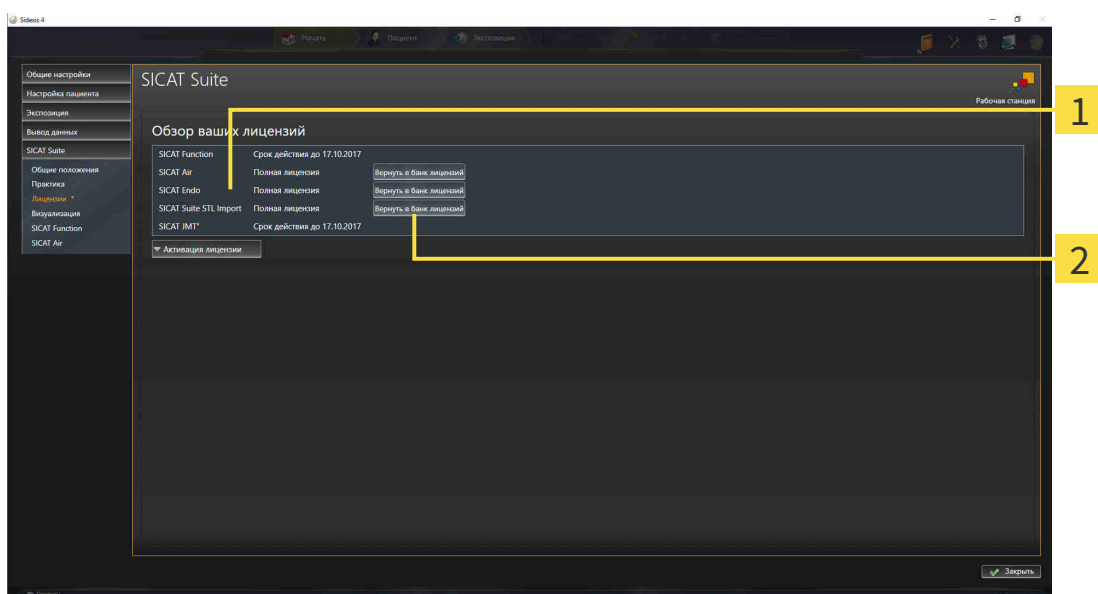 Sidexis 4
Начать Пациент Экспозиция
Общие настройки
Настройка пациента
Экспозиция
Вывод данных
SICAT Suite
Общие положения
Практика
Лицензии *
Визуализация
SICAT Function
SICAT Air
SICAT Suite
Рабочая станция
Обзор ваших лицензий
SICAT Function Срок действия до 17.10.2017
SICAT Air Полная лицензия Вернуть в банк лицензий
SICAT Endo Полная лицензия Вернуть в банк лицензий
SICAT Suite STL Import Полная лицензия Вернуть в банк лицензий
SICAT JMT+ Срок действия до 17.10.2017
Активация лицензии
1
2
Закрыть